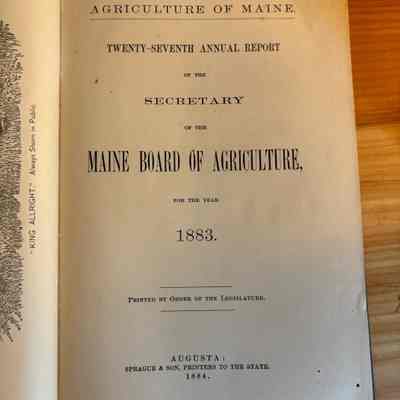 AGRICULTURE OF MAINE.
TWENTY-SEVENTH ANNUAL REPORT
OF THE
SECRETARY
OF THE
MAINE BOARD OF AGRICULTURE,
FOR THE YEAR
1883.
PRINTED BY ORDER OF THE LEGISLATURE.
AUGUSTA:
SPRAGUE & SON, PRINTERS TO THE STATE.
1884.
"KING ALLRIGHT." Always Shown in Public